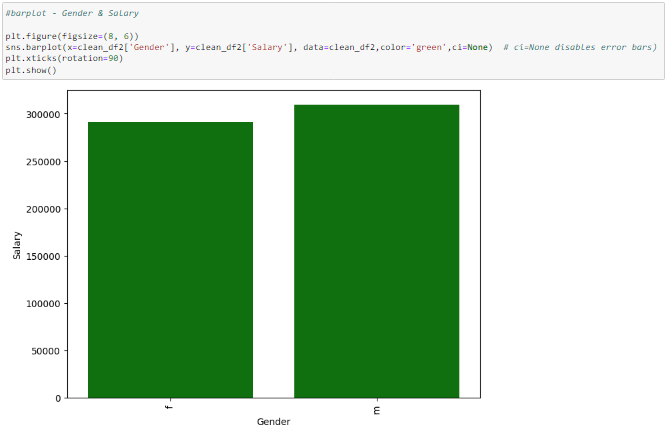 #barplot - Gender & Salary
plt.figure(figsize=(8, 6))
sns.barplot(x=clean_df2['Gender'], y=clean_df2['Salary'], data=clean_df2,color='green',ci=None)  # ci=None disables error bars)
plt.xticks(rotation=90)
plt.show()
300000
250000
200000
150000
100000
50000
0
Salary
f
m
Gender